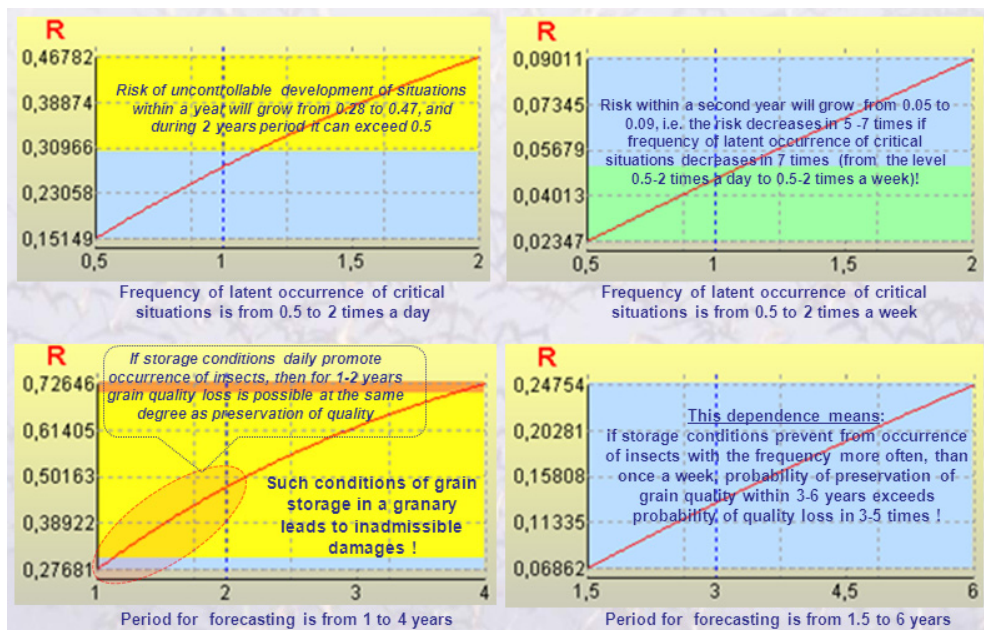 R
0,46782
0,38874
0,30966
0,23058
0,15149
Risk of uncontrollable development of situations
within a year will grow from 0.28 to 0.47, and
during 2 years period it can exceed 0.5
0,5
1
1,5
2
Frequency of latent occurrence of critical
situations is from 0.5 to 2 times a day
R
0,09011
0,07345
0,05679
0,04013
0,02347
Risk within a second year will grow from 0.05 to
0.09, i.e. the risk decreases in 5 -7 times if
frequency of latent occurrence of critical
situations decreases in 7 times (from the level
0.5-2 times a day to 0.5-2 times a week)!
0,5
1
1,5
2
Frequency of latent occurrence of critical
situations is from 0.5 to 2 times a week
R
0,72646
0,61405
0,50163
0,38922
0,27681
If storage conditions daily promote
occurrence of insects, then for 1-2 years
grain quality loss is possible at the same
degree as preservation of quality
Such conditions of grain
storage in a granary
leads to inadmissible
damages !
1
2
3
4
Period for forecasting is from 1 to 4 years
R
0,24754
0,20281
0,15808
0,11335
0,06862
This dependence means:
if storage conditions prevent from occurrence
of insects with the frequency more often, than
once a week, probability of preservation of
grain quality within 3-6 years exceeds
probability of quality loss in 3-5 times !
1,5
3
4,5
6
Period for forecasting is from 1.5 to 6 years